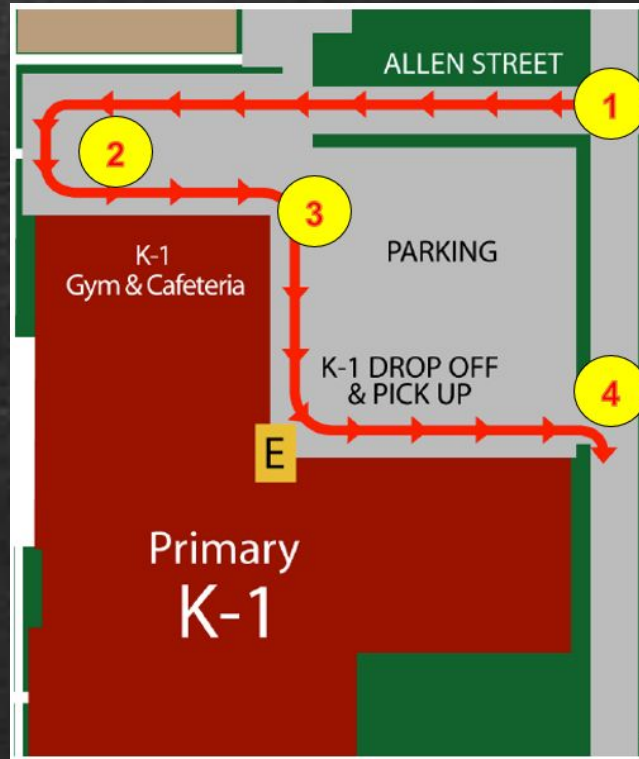 ALLEN STREET
1
2
3
K-1
Gym & Cafeteria
PARKING
K-1 DROP OFF
& PICK UP
4
E
Primary
K-1